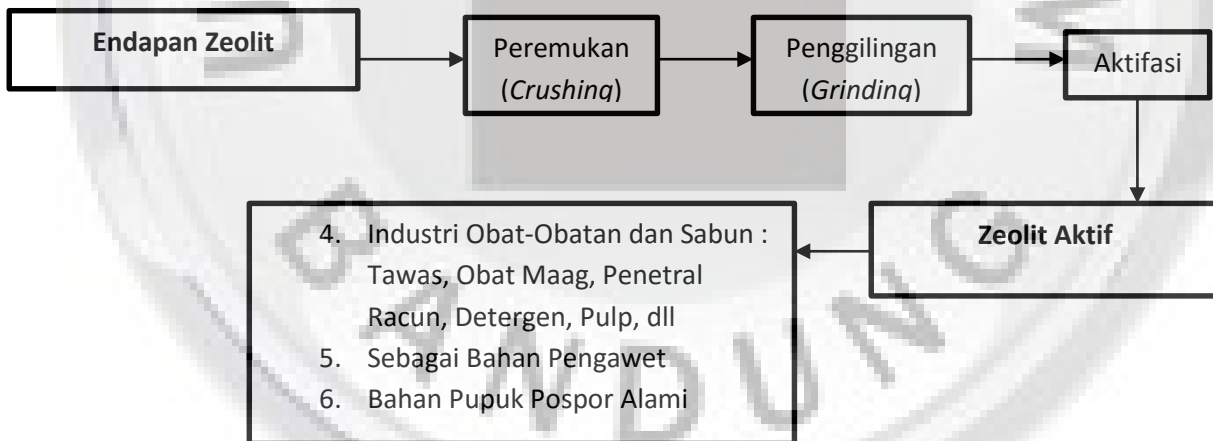 Endapan Zeolit
Peremukan
(Crushing)
Penggilingan
(Grinding)
Aktifasi
Zeolit Aktif
4. Industri Obat-Obatan dan Sabun :
Tawas, Obat Maag, Penetral
Racun, Detergen, Pulp, dll
5. Sebagai Bahan Pengawet
6. Bahan Pupuk Pospor Alami
BANDUNG